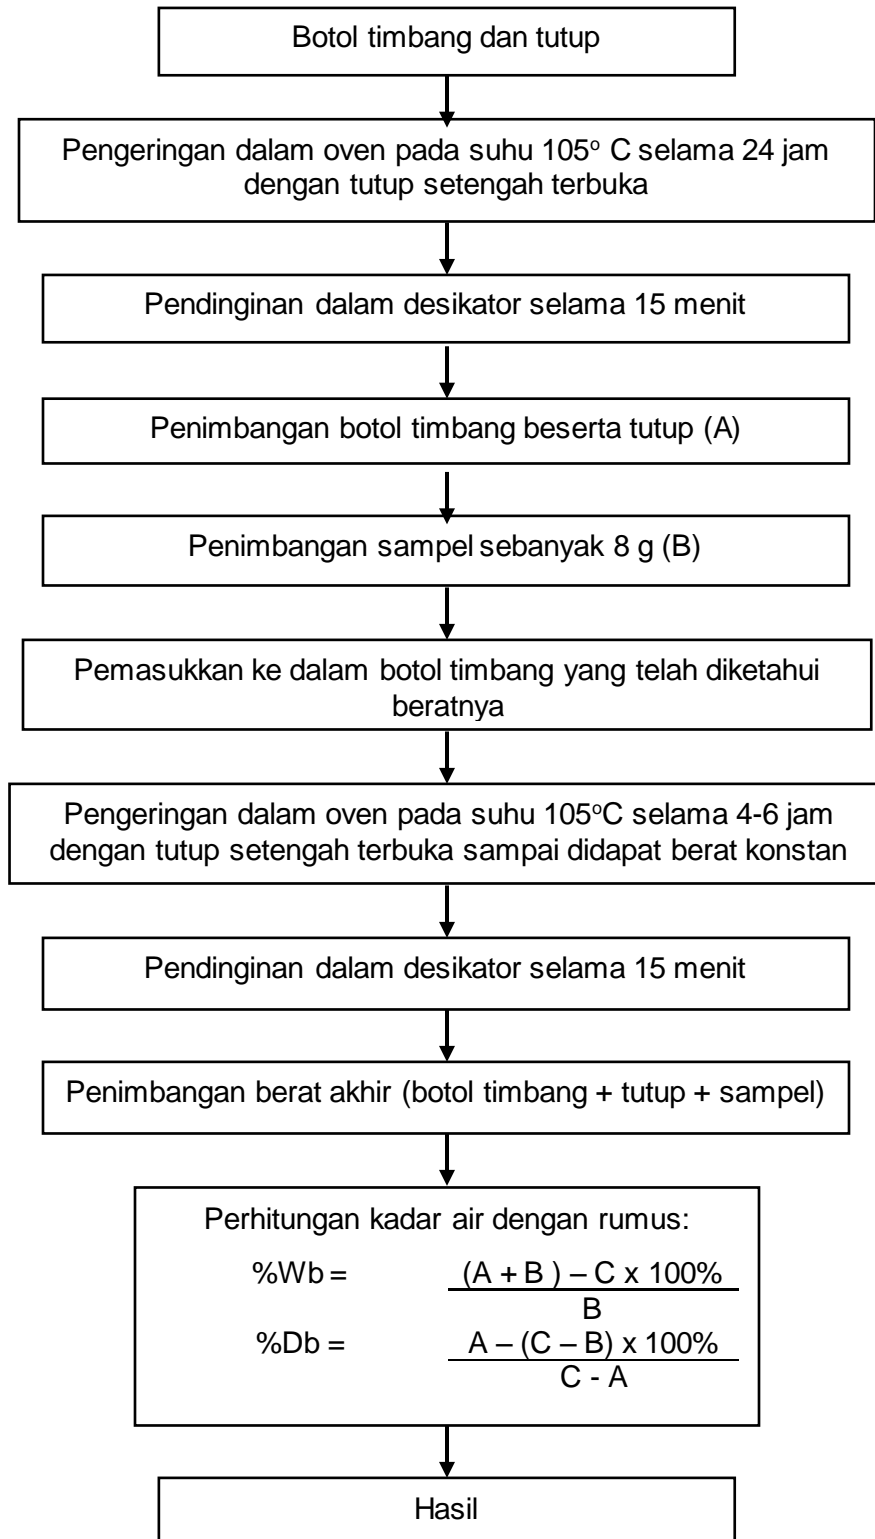 Botol timbang dan tutup
Pengeringan dalam oven pada suhu 105º C selama 24 jam
dengan tutup setengah terbuka
Pendinginan dalam desikator selama 15 menit
Penimbangan botol timbang beserta tutup (A)
Penimbangan sampel sebanyak 8 g (B)
Pemasukkan ke dalam botol timbang yang telah diketahui
beratnya
Pengeringan dalam oven pada suhu 105ºC selama 4-6 jam
dengan tutup setengah terbuka sampai didapat berat konstan
Pendinginan dalam desikator selama 15 menit
Penimbangan berat akhir (botol timbang + tutup + sampel)
Perhitungan kadar air dengan rumus:
%Wb = (A + B ) – C x 100%
B
%Db = A – (C – B) x 100%
C - A
Hasil